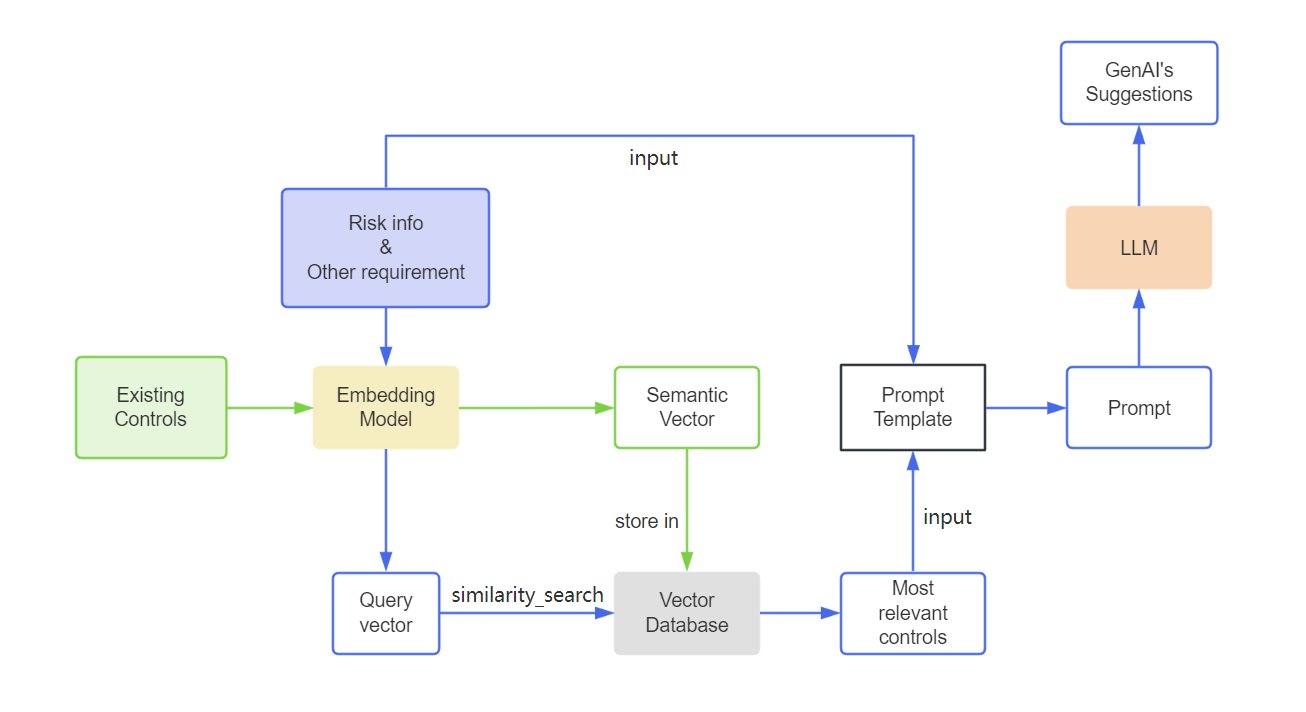 GenAI's
Suggestions
input
Risk info
&
Other requirement
LLM
Existing
Controls
Embedding
Model
Semantic
Vector
Prompt
Template
Prompt
store in
input
Query
vector
similarity_search
Vector
Database
Most
relevant
controls